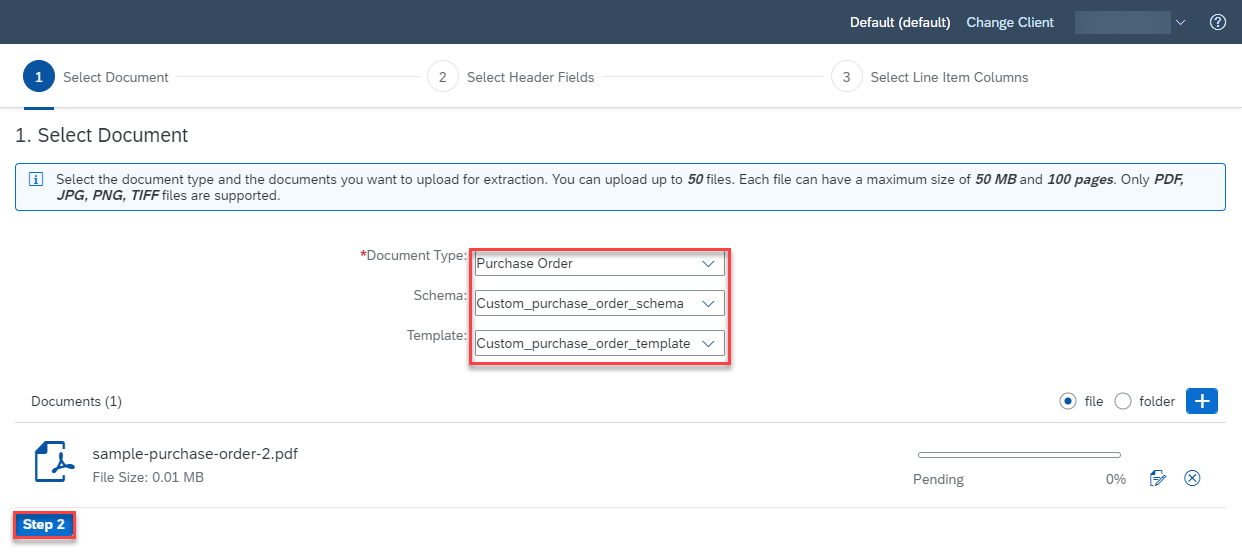 Default (default) Change Client
1 Select Document 2 Select Header Fields 3 Select Line Item Columns
1. Select Document
Select the document type and the documents you want to upload for extraction. You can upload up to 50 files. Each file can have a maximum size of 50 MB and 100 pages. Only PDF,
JPG, PNG, TIFF files are supported.
*Document Type: Purchase Order
Schema: Custom_purchase_order_schema
Template: Custom_purchase_order_template
Documents (1) file folder
sample-purchase-order-2.pdf
File Size: 0.01 MB Pending 0%
Step 2